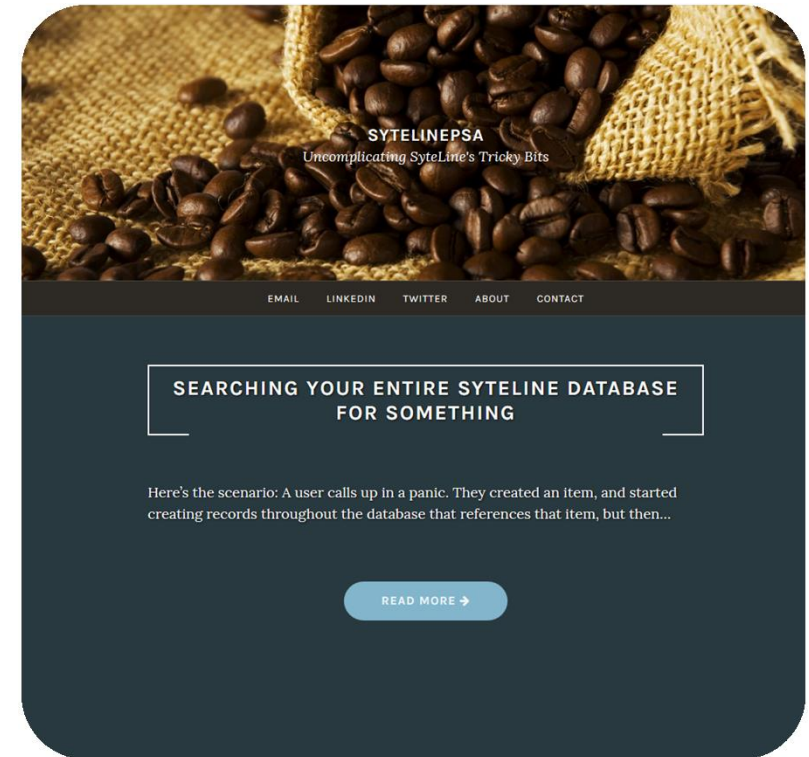 SYTELINEPSA
Uncomplicating SyteLine's Tricky Bits
EMAIL LINKEDIN TWITTER ABOUT CONTACT
SEARCHING YOUR ENTIRE SYTELINE DATABASE
FOR SOMETHING
Here’s the scenario: A user calls up in a panic. They created an item, and started
creating records throughout the database that references that item, but then...
READ MORE →